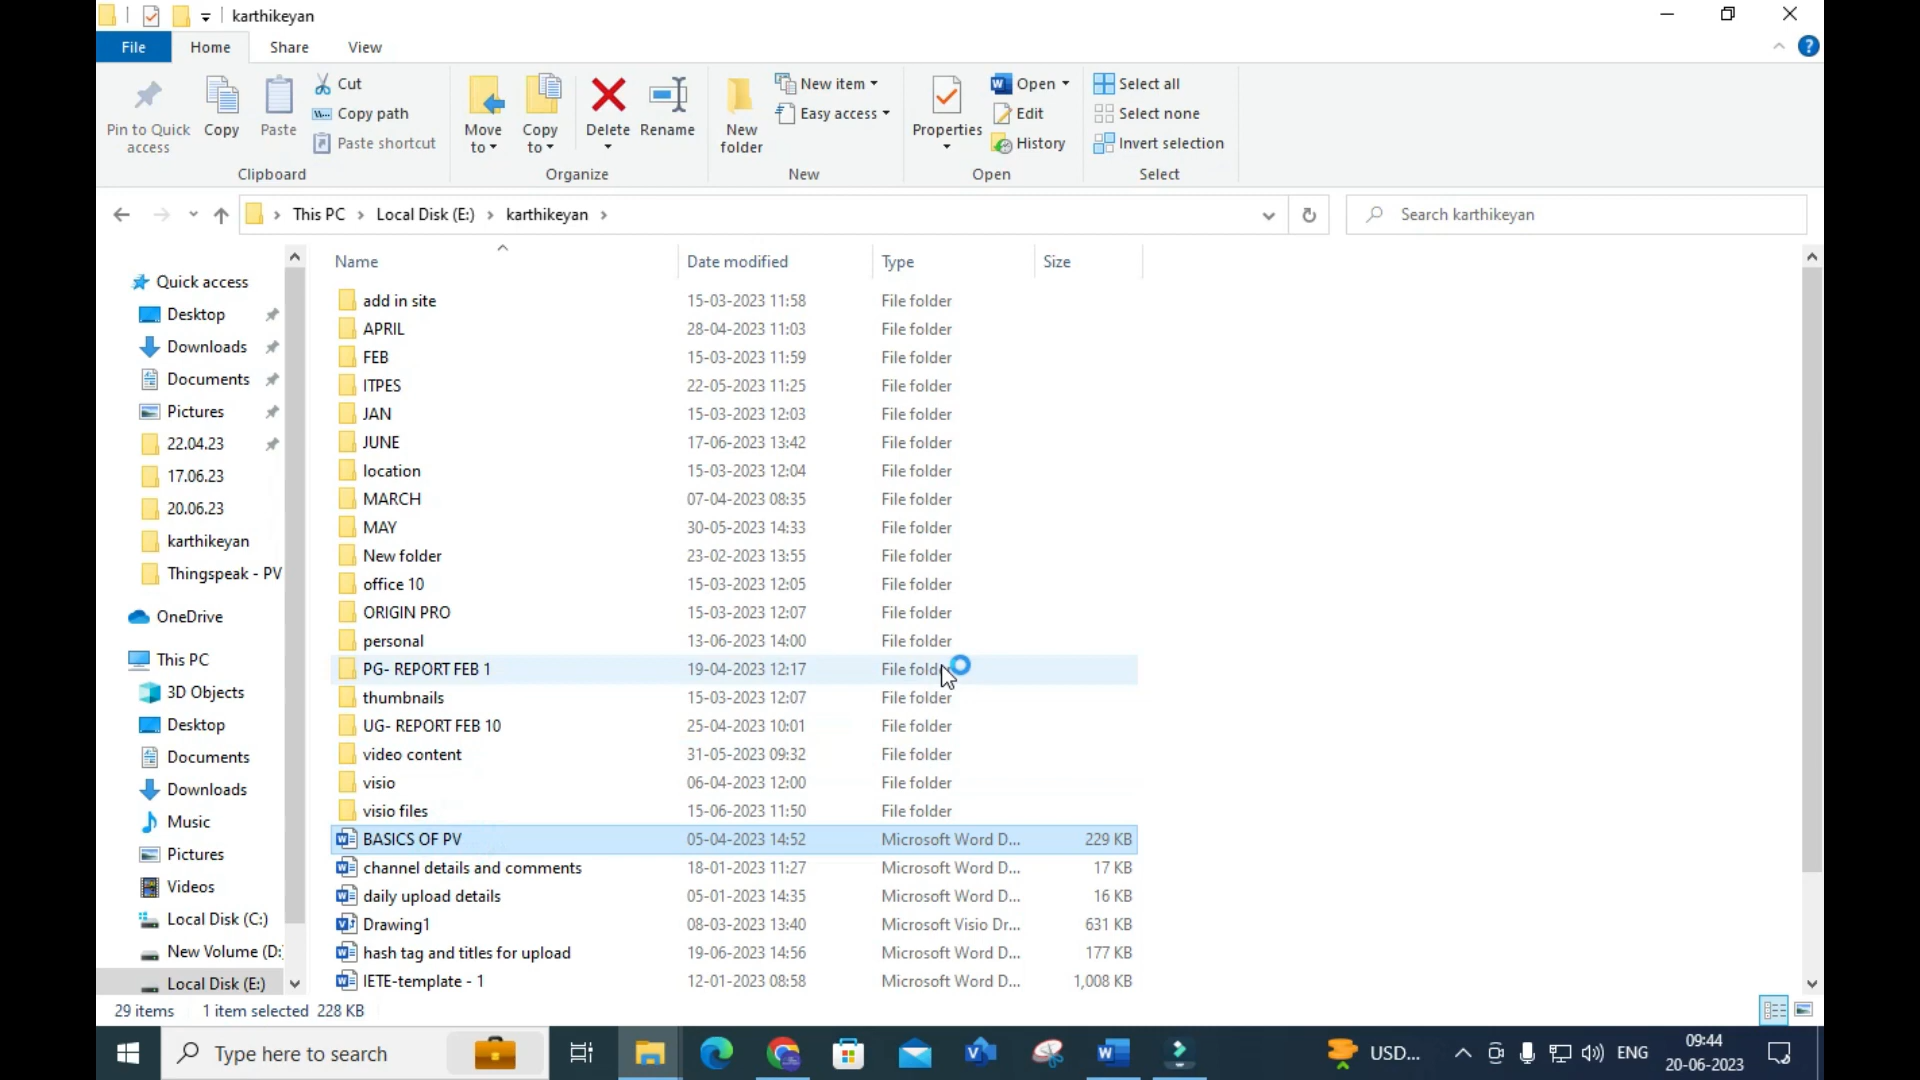 karthikeyan
File Home Share View
Pin to Quick access
Copy
Paste
Cut
Copy path
Paste shortcut
Clipboard
Move to
Copy to
Delete
Rename
Organize
New folder
New item
Easy access
New
Properties
Open
Edit
History
Open
Select all
Select none
Invert selection
Select
This PC Local Disk (E:) karthikeyan
Search karthikeyan
Quick access
Desktop
Downloads
Documents
Pictures
22.04.23
17.06.23
20.06.23
karthikeyan
Thingspeak - PV
OneDrive
This PC
3D Objects
Desktop
Documents
Downloads
Music
Pictures
Videos
Local Disk (C:)
New Volume (D:
Local Disk (E:)
Name Date modified Type Size
add in site 15-03-2023 11:58 File folder
APRIL 28-04-2023 11:03 File folder
FEB 15-03-2023 11:59 File folder
ITPES 22-05-2023 11:25 File folder
JAN 15-03-2023 12:03 File folder
JUNE 17-06-2023 13:42 File folder
location 15-03-2023 12:04 File folder
MARCH 07-04-2023 08:35 File folder
MAY 30-05-2023 14:33 File folder
New folder 23-02-2023 13:55 File folder
office 10 15-03-2023 12:05 File folder
ORIGIN PRO 15-03-2023 12:07 File folder
personal 13-06-2023 14:00 File folder
PG- REPORT FEB 1 19-04-2023 12:17 File folde
thumbnails 15-03-2023 12:07 File folder
UG- REPORT FEB 10 25-04-2023 10:01 File folder
video content 31-05-2023 09:32 File folder
visio 06-04-2023 12:00 File folder
visio files 15-06-2023 11:50 File folder
BASICS OF PV 05-04-2023 14:52 Microsoft Word D... 229 KB
channel details and comments 18-01-2023 11:27 Microsoft Word D... 17 KB
daily upload details 05-01-2023 14:35 Microsoft Word D... 16 KB
Drawing1 08-03-2023 13:40 Microsoft Visio Dr... 631 KB
hash tag and titles for upload 19-06-2023 14:56 Microsoft Word D... 177 KB
IETE-template - 1 12-01-2023 08:58 Microsoft Word D... 1,008 KB
29 items 1 item selected 228 KB
Type here to search
USD...
ENG
09:44
20-06-2023